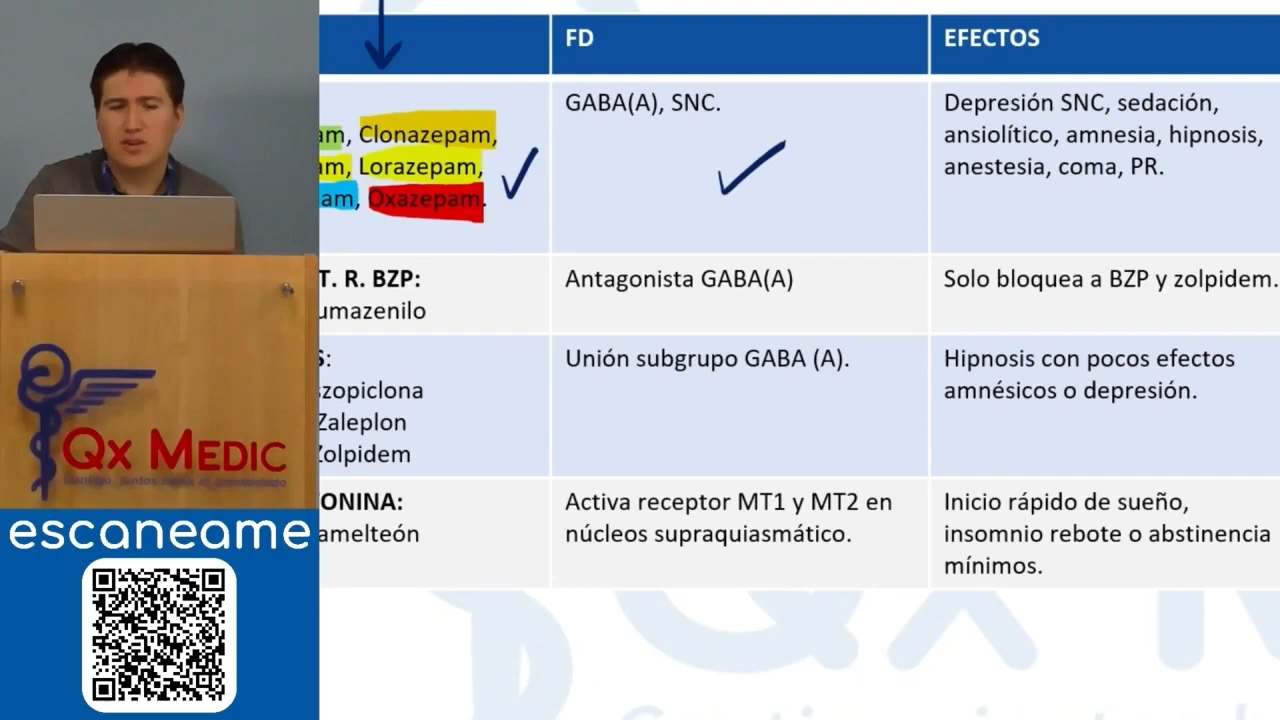 FD
EFECTOS
am, Clonazepam,
am, Lorazepam,
am, Oxazepam.
GABA(A), SNC.
Depresión SNC, sedación,
ansiolítico, amnesia, hipnosis,
anestesia, coma, PR.
T. R. BZP:
umazenilo
Antagonista GABA(A)
Solo bloquea a BZP y zolpidem.
S:
szopiclona
Zaleplon
Zolpidem
Unión subgrupo GABA (A).
Hipnosis con pocos efectos
amnésicos o depresión.
ONINA:
amelteón
Activa receptor MT1 y MT2 en
núcleos supraquiasmático.
Inicio rápido de sueño,
insomnio rebote o abstinencia
mínimos.
Qx MEDIC
escaneame